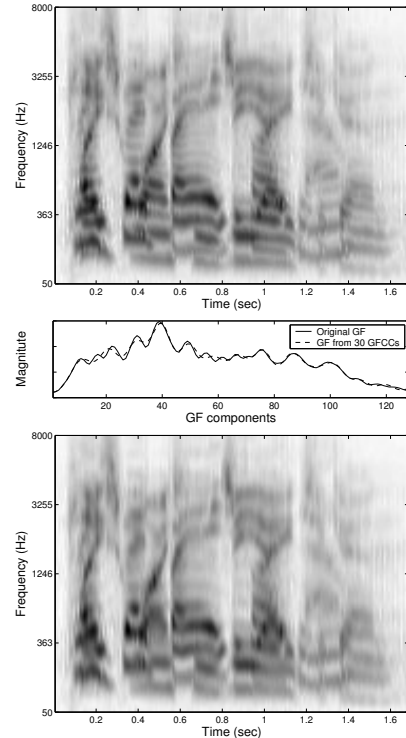 8000
3255
1246
363
50
Frequency (Hz)
0.2 0.4 0.6 0.8 1 1.2 1.4 1.6
Time (sec)
Magnitute
Original GF
GF from 30 GFCCs
20 40 60 80 100 120
GF components
8000
3255
1246
363
50
Frequency (Hz)
0.2 0.4 0.6 0.8 1 1.2 1.4 1.6
Time (sec)